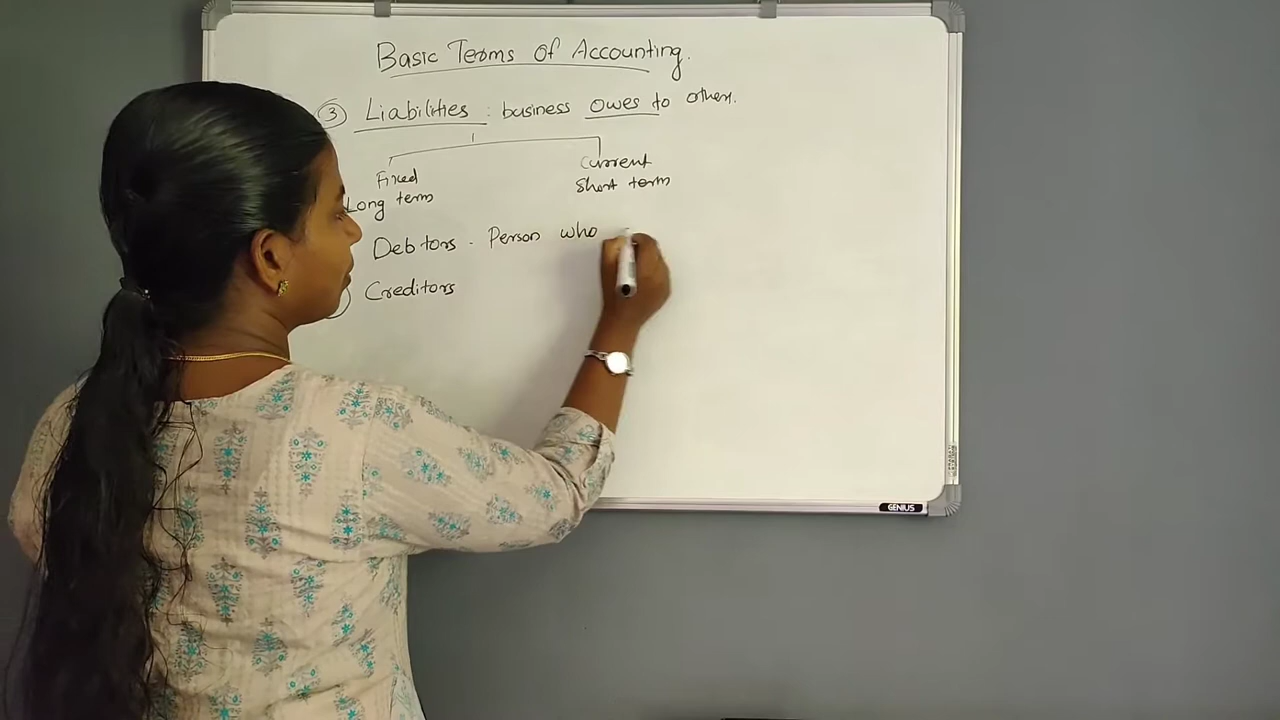 Basic Terms of Accounting.
3 Liabilities : business owes to others.
Fixed Current
Long term Short term
Debtors - Person who
Creditors
GENIUS